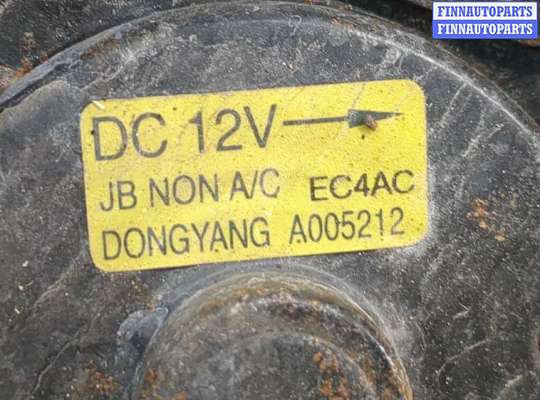 FINNAUTOPARTS
FINNAUTOPARTS
DC 12V
JB NON A/C EC4AC
DONGYANG A005212